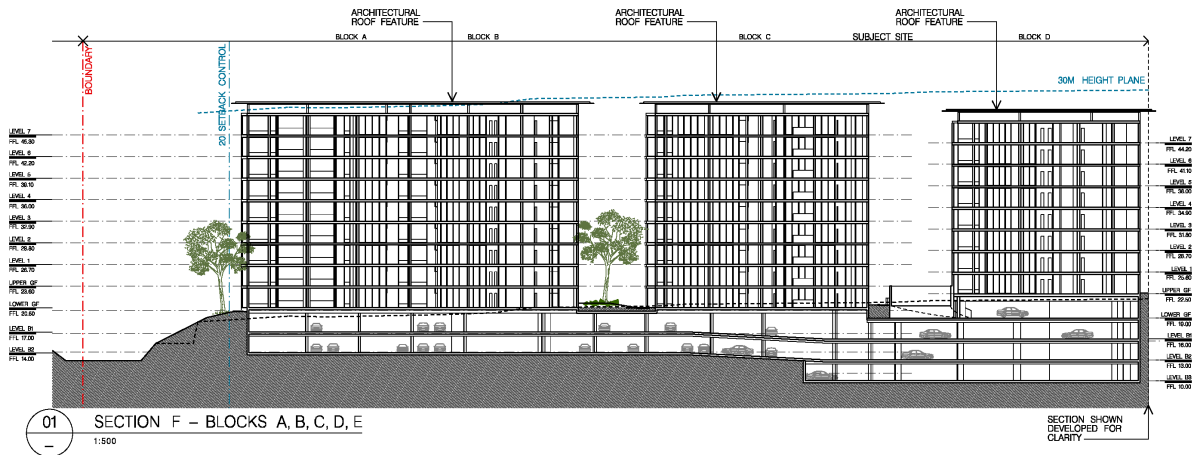 ARCHITECTURAL
ROOF FEATURE
ARCHITECTURAL
ROOF FEATURE
ARCHITECTURAL
ROOF FEATURE
BLOCK A
BLOCK B
BLOCK C
SUBJECT SITE
BLOCK D
BOUNDARY
20 SETBACK CONTROL
30M HEIGHT PLANE
LEVEL 7
FFL 45.30
LEVEL 6
FFL 42.20
LEVEL 5
FFL 39.10
LEVEL 4
FFL 36.00
LEVEL 3
FFL 32.90
LEVEL 2
FFL 29.80
LEVEL 1
FFL 26.70
UPPER GF
FFL 23.60
LOWER GF
FFL 20.50
LEVEL B1
FFL 17.00
LEVEL B2
FFL 14.00
LEVEL 7
FFL 44.20
LEVEL 6
FFL 41.10
LEVEL 5
FFL 38.00
LEVEL 4
FFL 34.90
LEVEL 3
FFL 31.80
LEVEL 2
FFL 28.70
LEVEL 1
FFL 25.60
UPPER GF
FFL 22.50
LOWER GF
FFL 19.00
LEVEL B1
FFL 16.00
LEVEL B2
FFL 13.00
LEVEL B3
FFL 10.00
01
–
SECTION F – BLOCKS A, B, C, D, E
1:500
SECTION SHOWN
DEVELOPED FOR
CLARITY